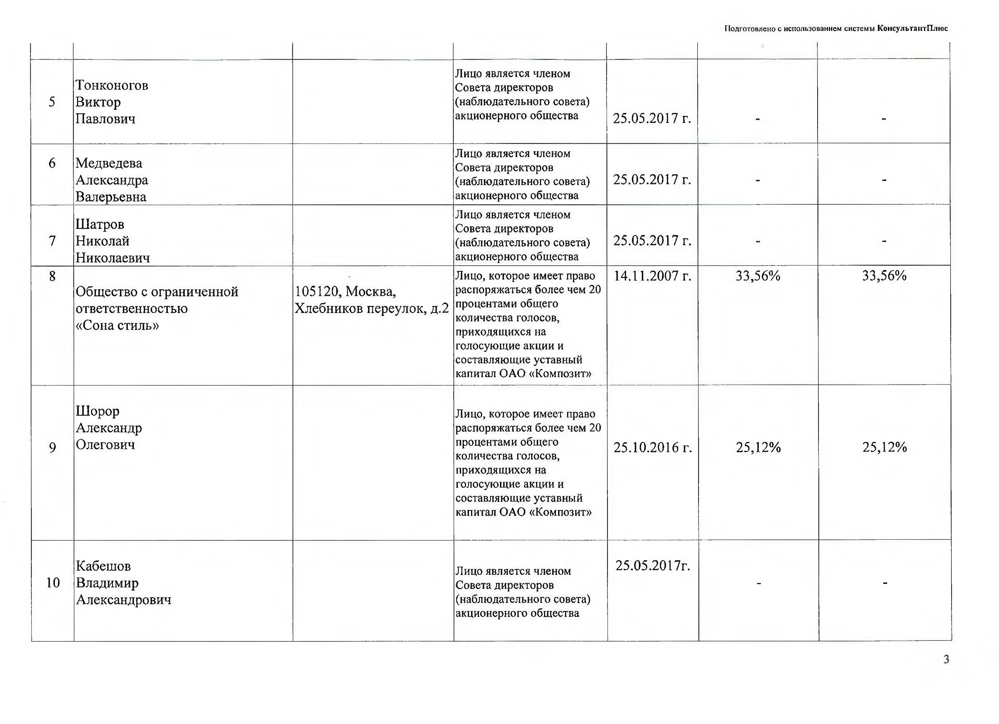 Подготовлено с использованием системы КонсультантПлюс
5
Тонконогов
Виктор
Павлович
Лицо является членом
Совета директоров
(наблюдательного совета)
акционерного общества
25.05.2017 г.
-
-
6
Медведева
Александра
Валерьевна
Лицо является членом
Совета директоров
(наблюдательного совета)
акционерного общества
25.05.2017 г.
-
-
7
Шатров
Николай
Николаевич
Лицо является членом
Совета директоров
(наблюдательного совета)
акционерного общества
25.05.2017 г.
-
-
8
Общество с ограниченной
ответственностью
«Сона стиль»
105120, Москва,
Хлебников переулок, д.2
Лицо, которое имеет право
распоряжаться более чем 20
процентами общего
количества голосов,
приходящихся на
голосующие акции и
составляющие уставный
капитал ОАО «Композит»
14.11.2007 г.
33,56%
33,56%
9
Шорор
Александр
Олегович
Лицо, которое имеет право
распоряжаться более чем 20
процентами общего
количества голосов,
приходящихся на
голосующие акции и
составляющие уставный
капитал ОАО «Композит»
25.10.2016 г.
25,12%
25,12%
10
Кабешов
Владимир
Александрович
Лицо является членом
Совета директоров
(наблюдательного совета)
акционерного общества
25.05.2017г.
-
-
3